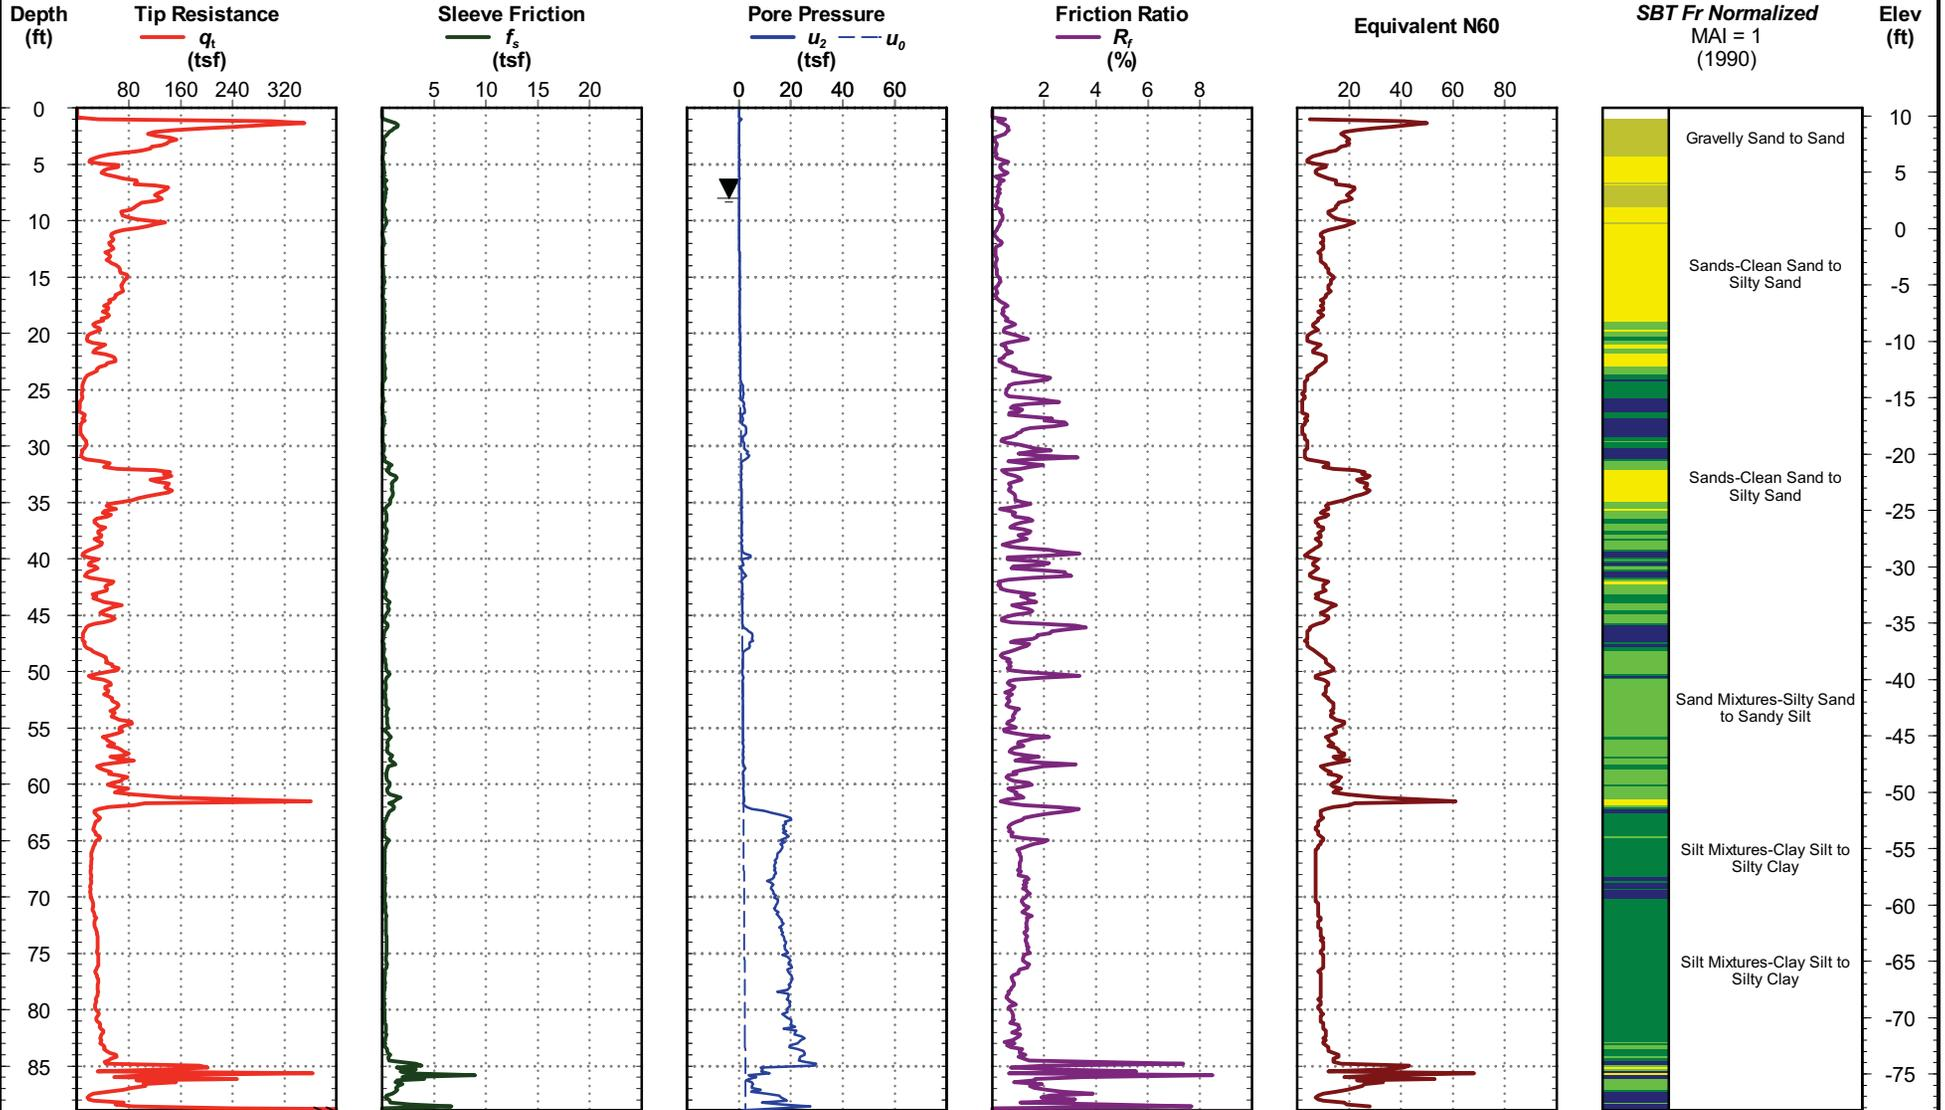 Depth
(ft)
Tip Resistance
qt
(tsf)
Sleeve Friction
fs
(tsf)
Pore Pressure
u2 u0
(tsf)
Friction Ratio
Rf
(%)
Equivalent N60
SBT Fr Normalized
MAI = 1
(1990)
Elev
(ft)
80 160 240 320
5 10 15 20
0 20 40 60
2 4 6 8
20 40 60 80
0
5
10
15
20
25
30
35
40
45
50
55
60
65
70
75
80
85
Gravelly Sand to Sand
Sands-Clean Sand to
Silty Sand
Sands-Clean Sand to
Silty Sand
Sand Mixtures-Silty Sand
to Sandy Silt
Silt Mixtures-Clay Silt to
Silty Clay
Silt Mixtures-Clay Silt to
Silty Clay
10
5
0
-5
-10
-15
-20
-25
-30
-35
-40
-45
-50
-55
-60
-65
-70
-75